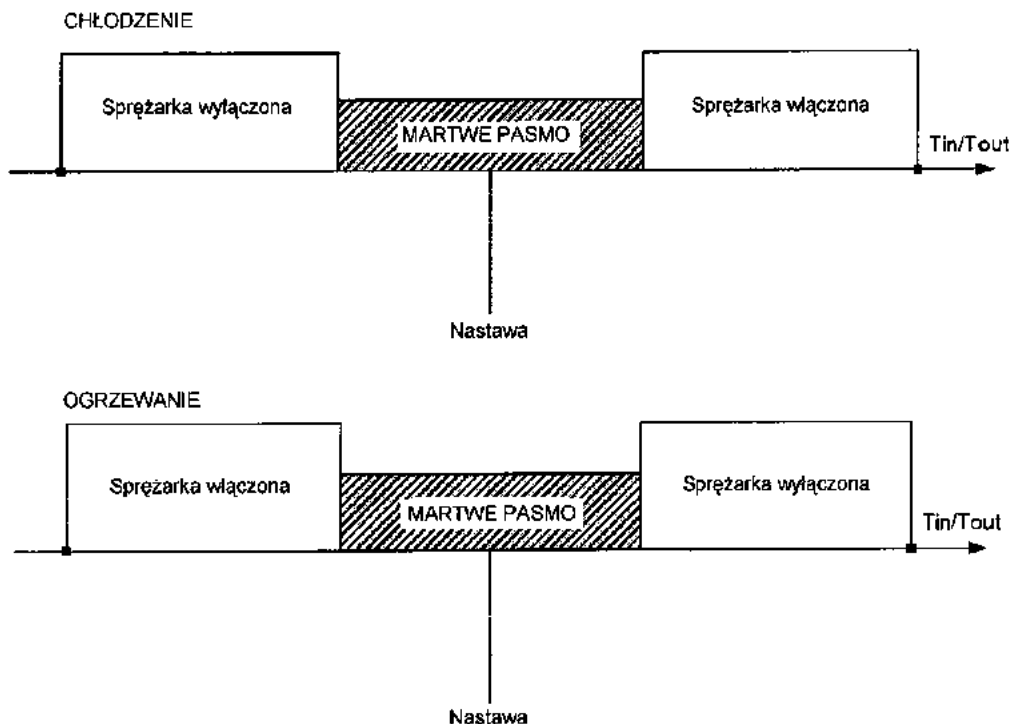 CHŁODZENIE
Sprężarka wyłączona
MARTWE PASMO
Sprężarka włączona
Tin/Tout
Nastawa
OGRZEWANIE
Sprężarka włączona
MARTWE PASMO
Sprężarka wyłączona
Tin/Tout
Nastawa